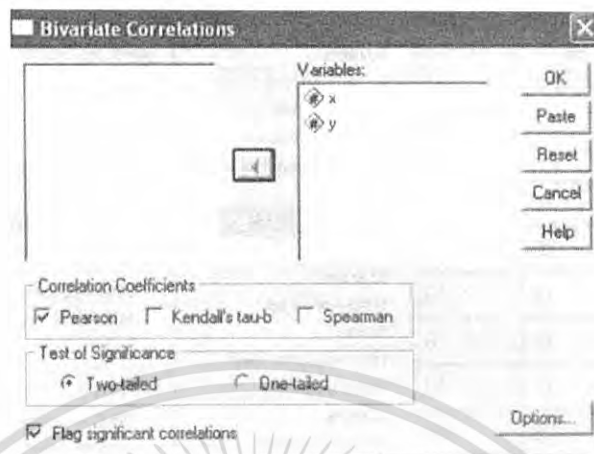 Bivariate Correlations
Variables:
x
y
OK
Paste
Reset
Cancel
Help
Correlation Coefficients
Pearson
Kendall's tau-b
Spearman
Test of Significance
Two-tailed
One-tailed
Flag significant correlations
Options...